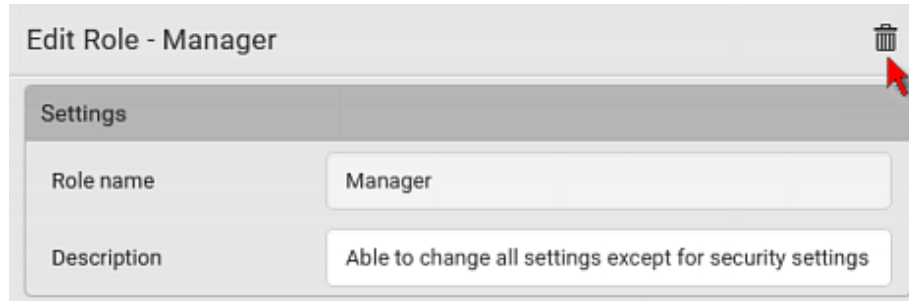 Edit Role - Manager
Settings
Role name Manager
Description Able to change all settings except for security settings